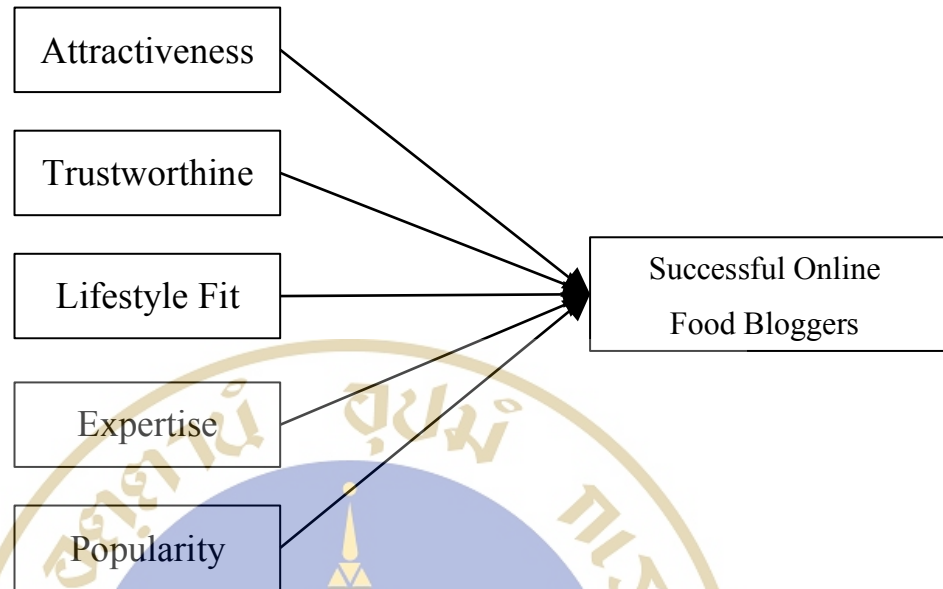 Attractiveness
Trustworthine
Lifestyle Fit
Successful Online
Food Bloggers
Expertise
Popularity